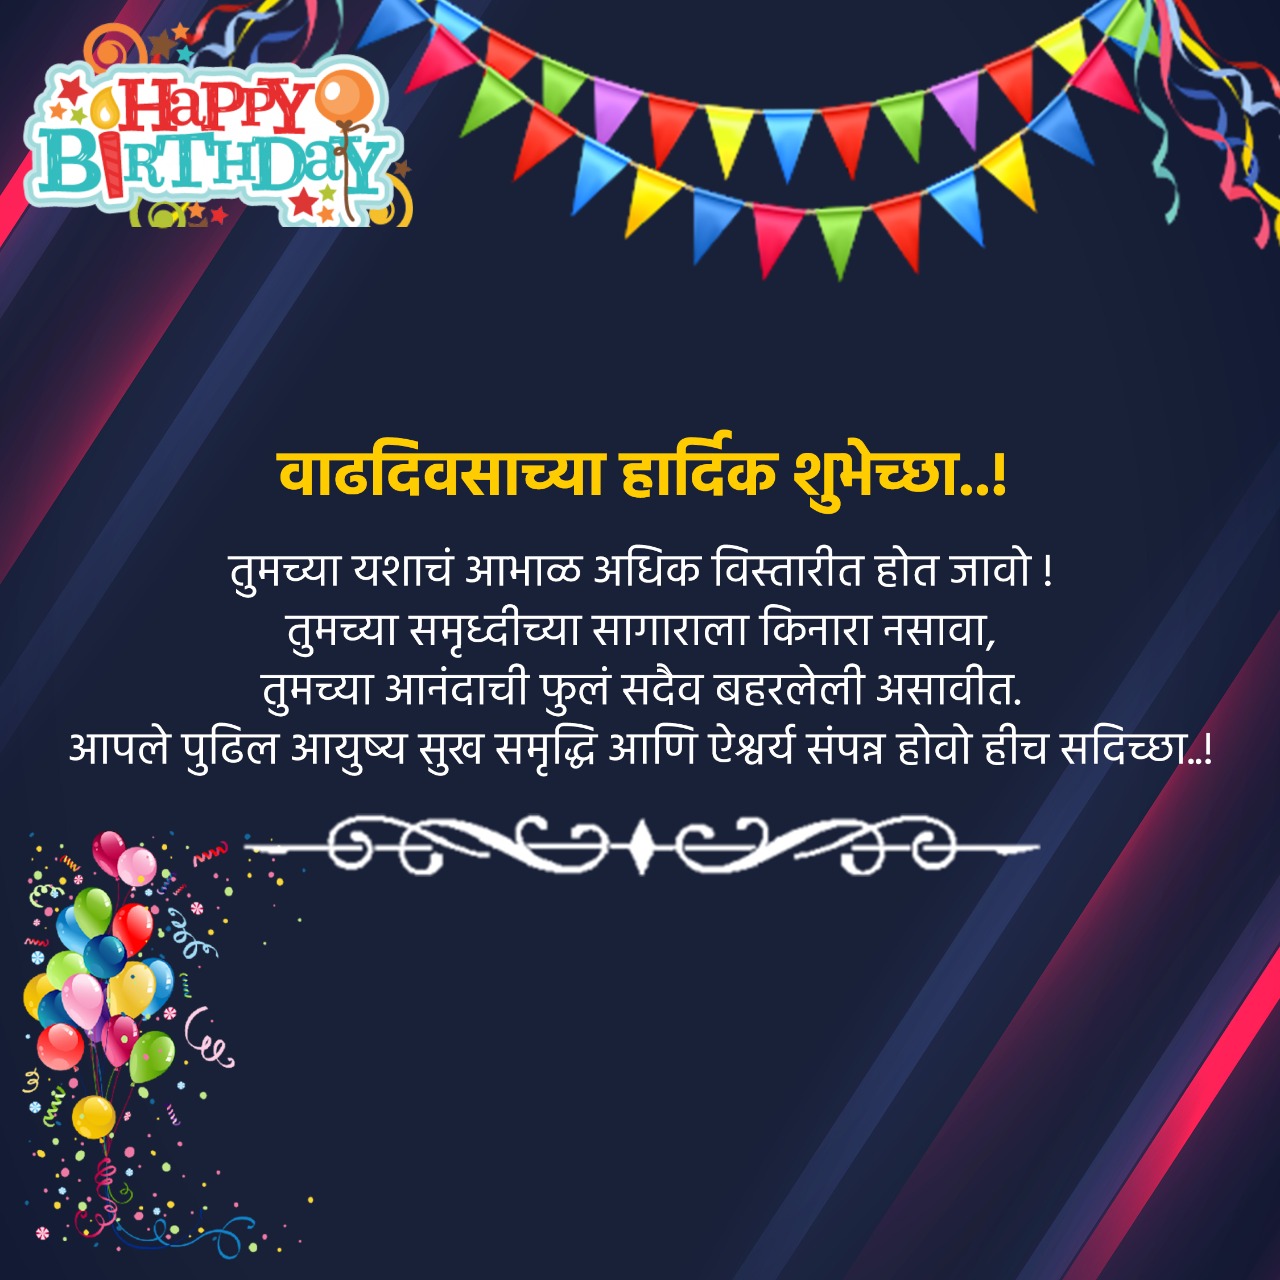 HaPPY
BIRTHDaY
वाढदिवसाच्या हार्दिक शुभेच्छा..!
तुमच्या यशाचं आभाळ अधिक विस्तारीत होत जावो !
तुमच्या समृध्दीच्या सागाराला किनारा नसावा,
तुमच्या आनंदाची फुलं सदैव बहरलेली असावीत.
आपले पुढिल आयुष्य सुख समृद्धि आणि ऐश्वर्य संपन्न होवो हीच सदिच्छा..!